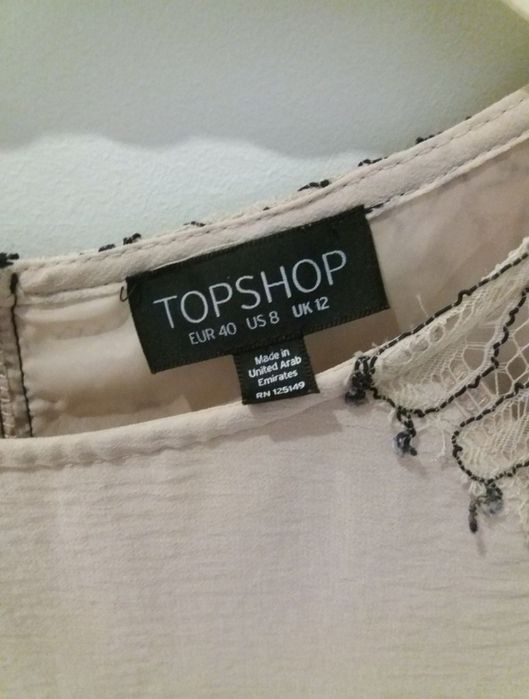 TOPSHOP
EUR 40 US 8 UK 12
Made in
United Arab
Emirates
RN 125149